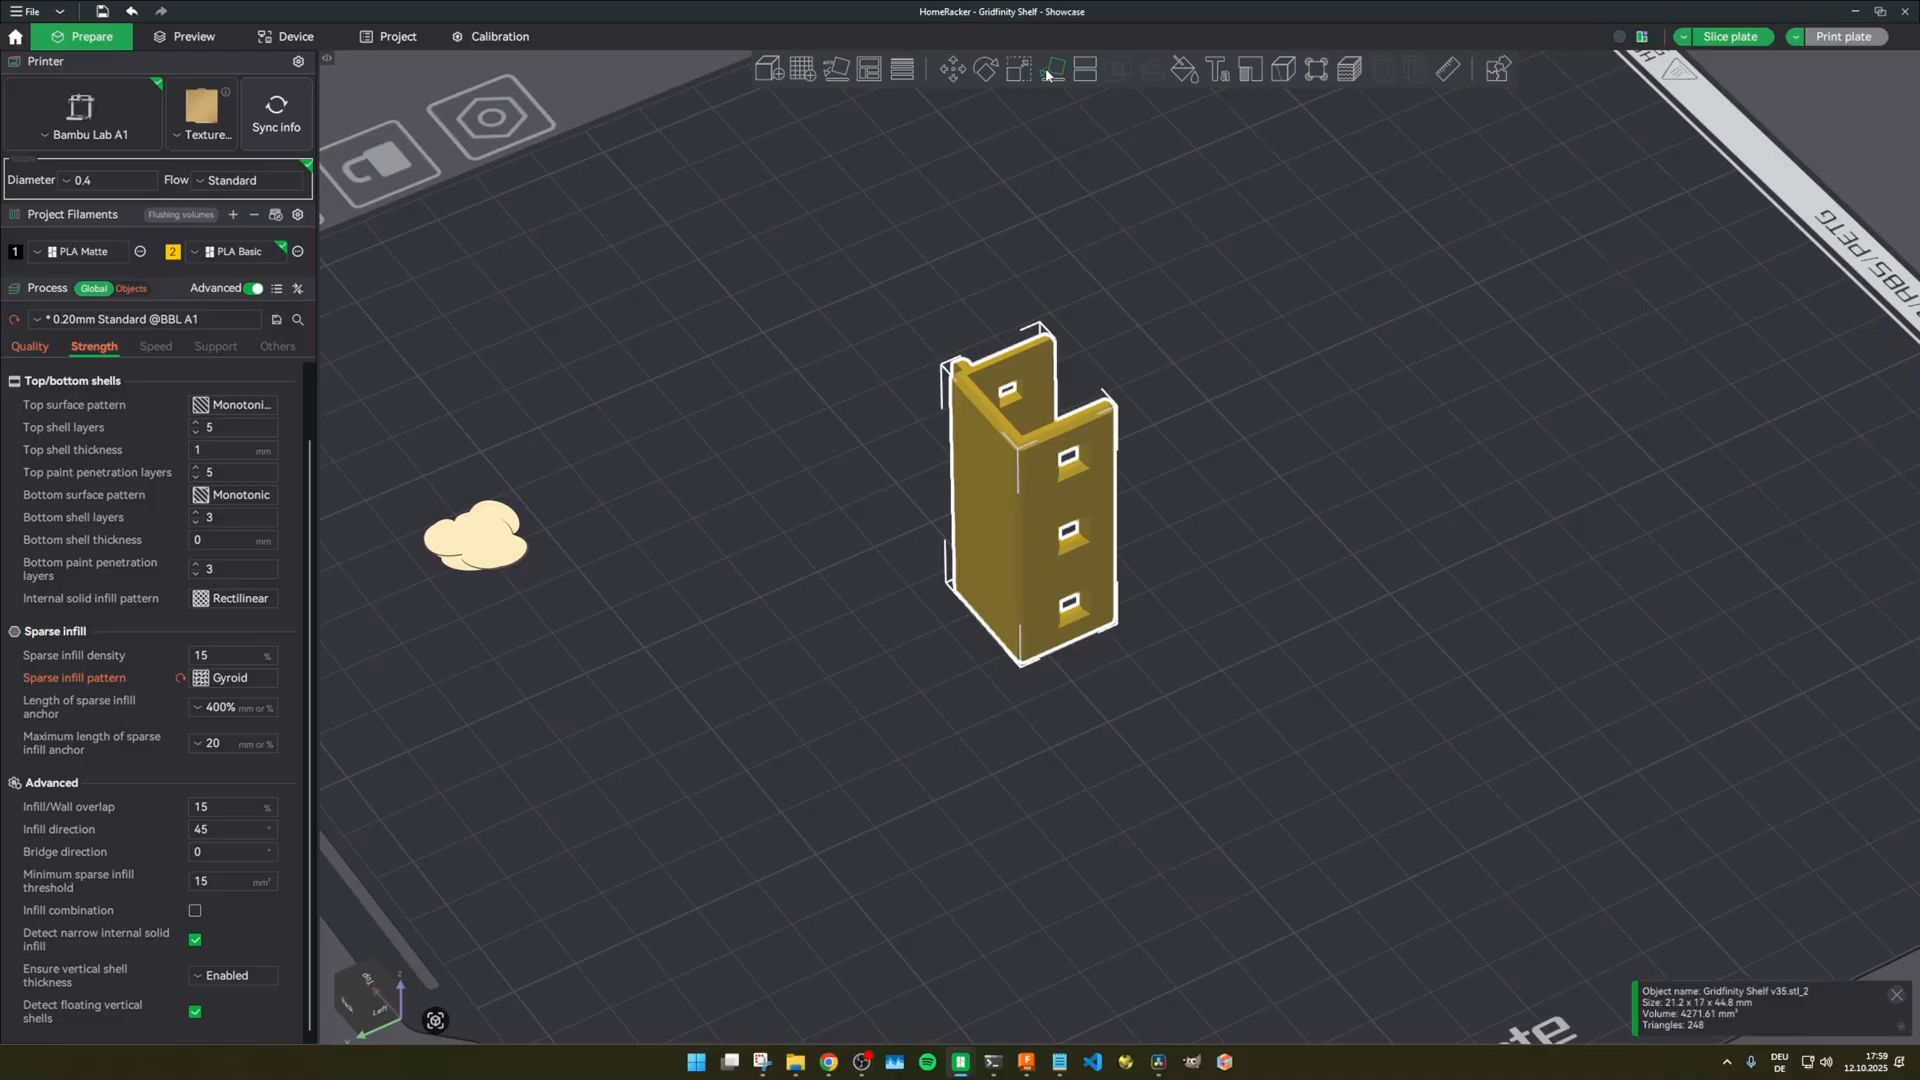 File
HomeRacker - Gridfinity Shelf - Showcase
Prepare
Preview
Device
Project
Calibration
Slice plate
Print plate
Printer
Bambu Lab A1
Texture...
Sync info
Diameter
0.4
Flow
Standard
Project Filaments
Flushing volumes
1
PLA Matte
2
PLA Basic
Process
Global
Objects
Advanced
* 0.20mm Standard @BBL A1
Quality
Strength
Speed
Support
Others
Top/bottom shells
Top surface pattern
Monotoni...
Top shell layers
5
Top shell thickness
1
mm
Top paint penetration layers
5
Bottom surface pattern
Monotonic
Bottom shell layers
3
Bottom shell thickness
0
mm
Bottom paint penetration
layers
3
Internal solid infill pattern
Rectilinear
Sparse infill
Sparse infill density
15
%
Sparse infill pattern
Gyroid
Length of sparse infill
anchor
400%
mm or %
Maximum length of sparse
infill anchor
20
mm or %
Advanced
Infill/Wall overlap
15
%
Infill direction
45
°
Bridge direction
0
°
Minimum sparse infill
threshold
15
mm²
Infill combination
Detect narrow internal solid
infill
Ensure vertical shell
thickness
Enabled
Detect floating vertical
shells
/ABS/PETG
Top
Left
z
Object name: Gridfinity Shelf v35.stl_2
Size: 21.2 x 17 x 44.8 mm
Volume: 4271.61 mm³
Triangles: 248
DEU
DE
17:59
12.10.2025